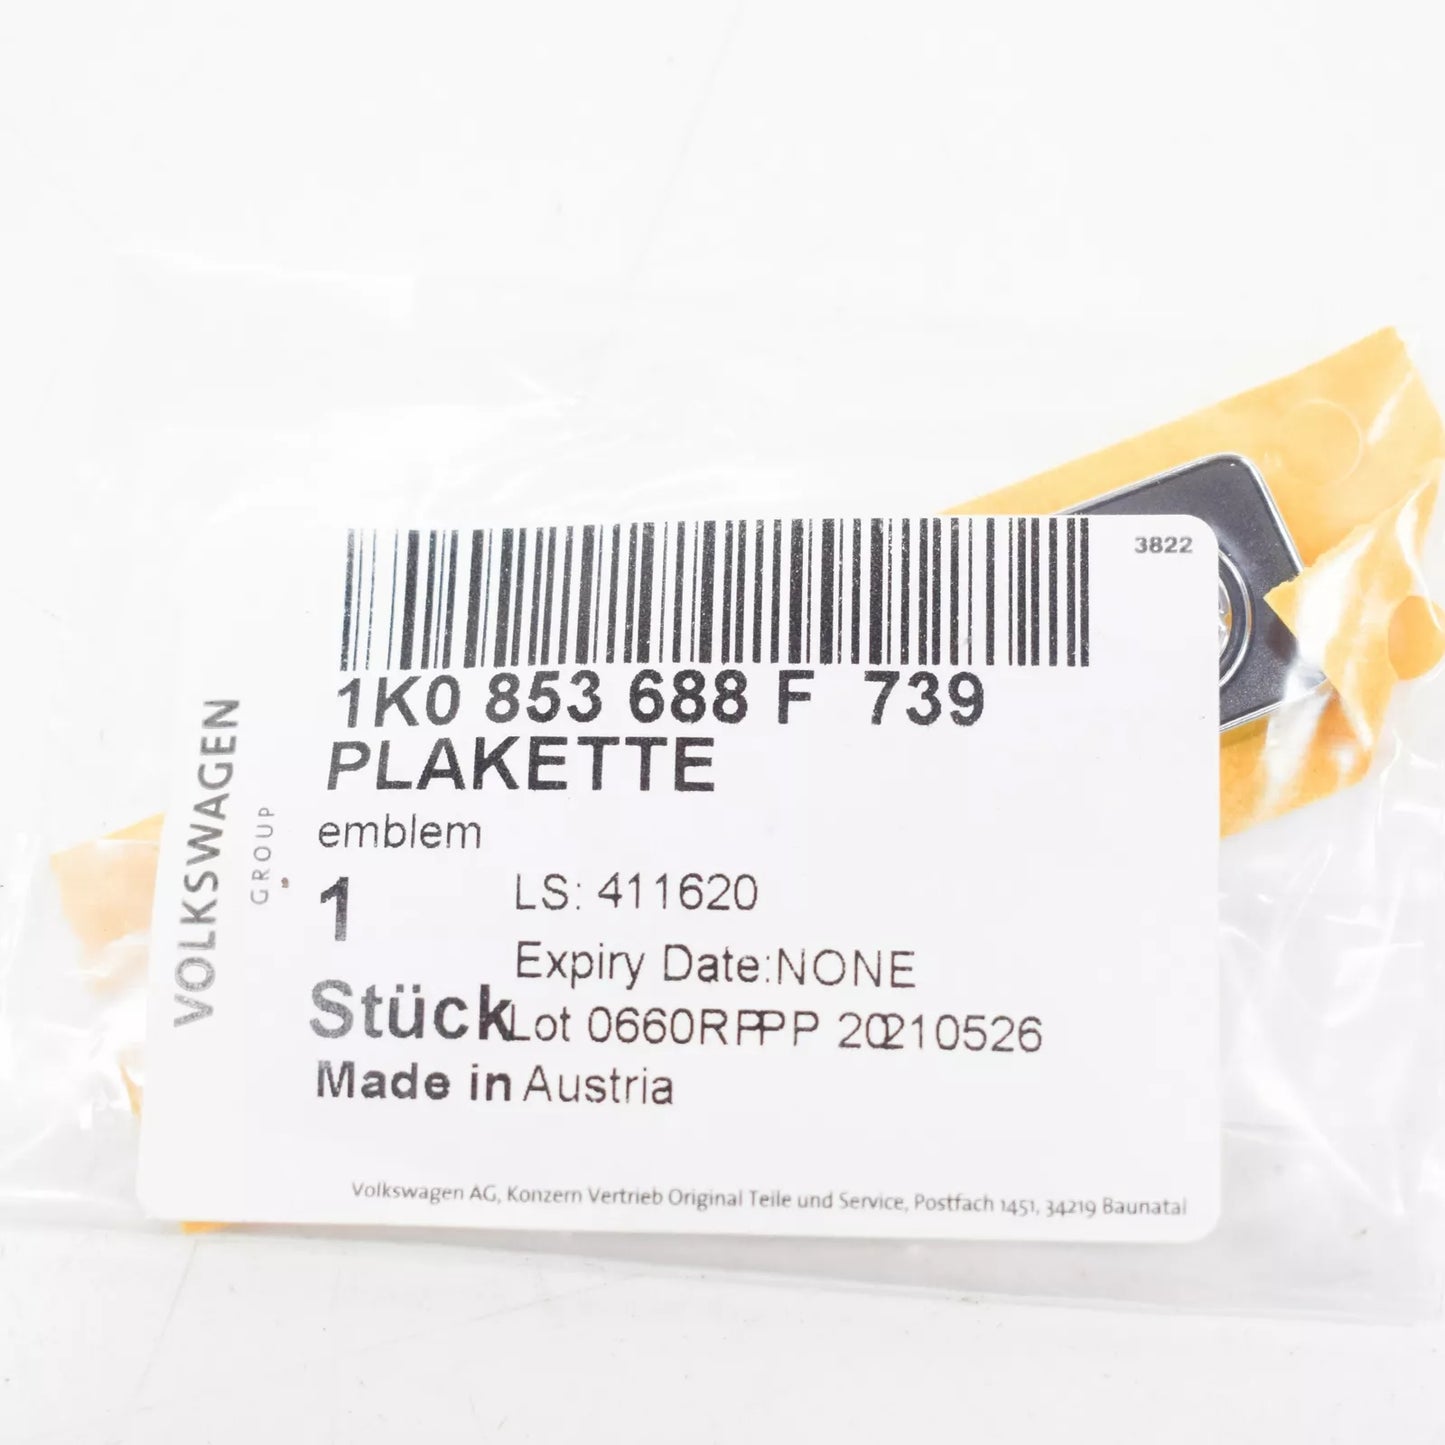 3822
1K0 853 688 F 739
PLAKETTE
emblem
1
LS: 411620
Expiry Date:NONE
Stück
Lot 0660RPPP 20210526
Made in Austria
VOLKSWAGEN
GROUP
Volkswagen AG, Konzern Vertrieb Original Teile und Service, Postfach 1451, 34219 Baunatal